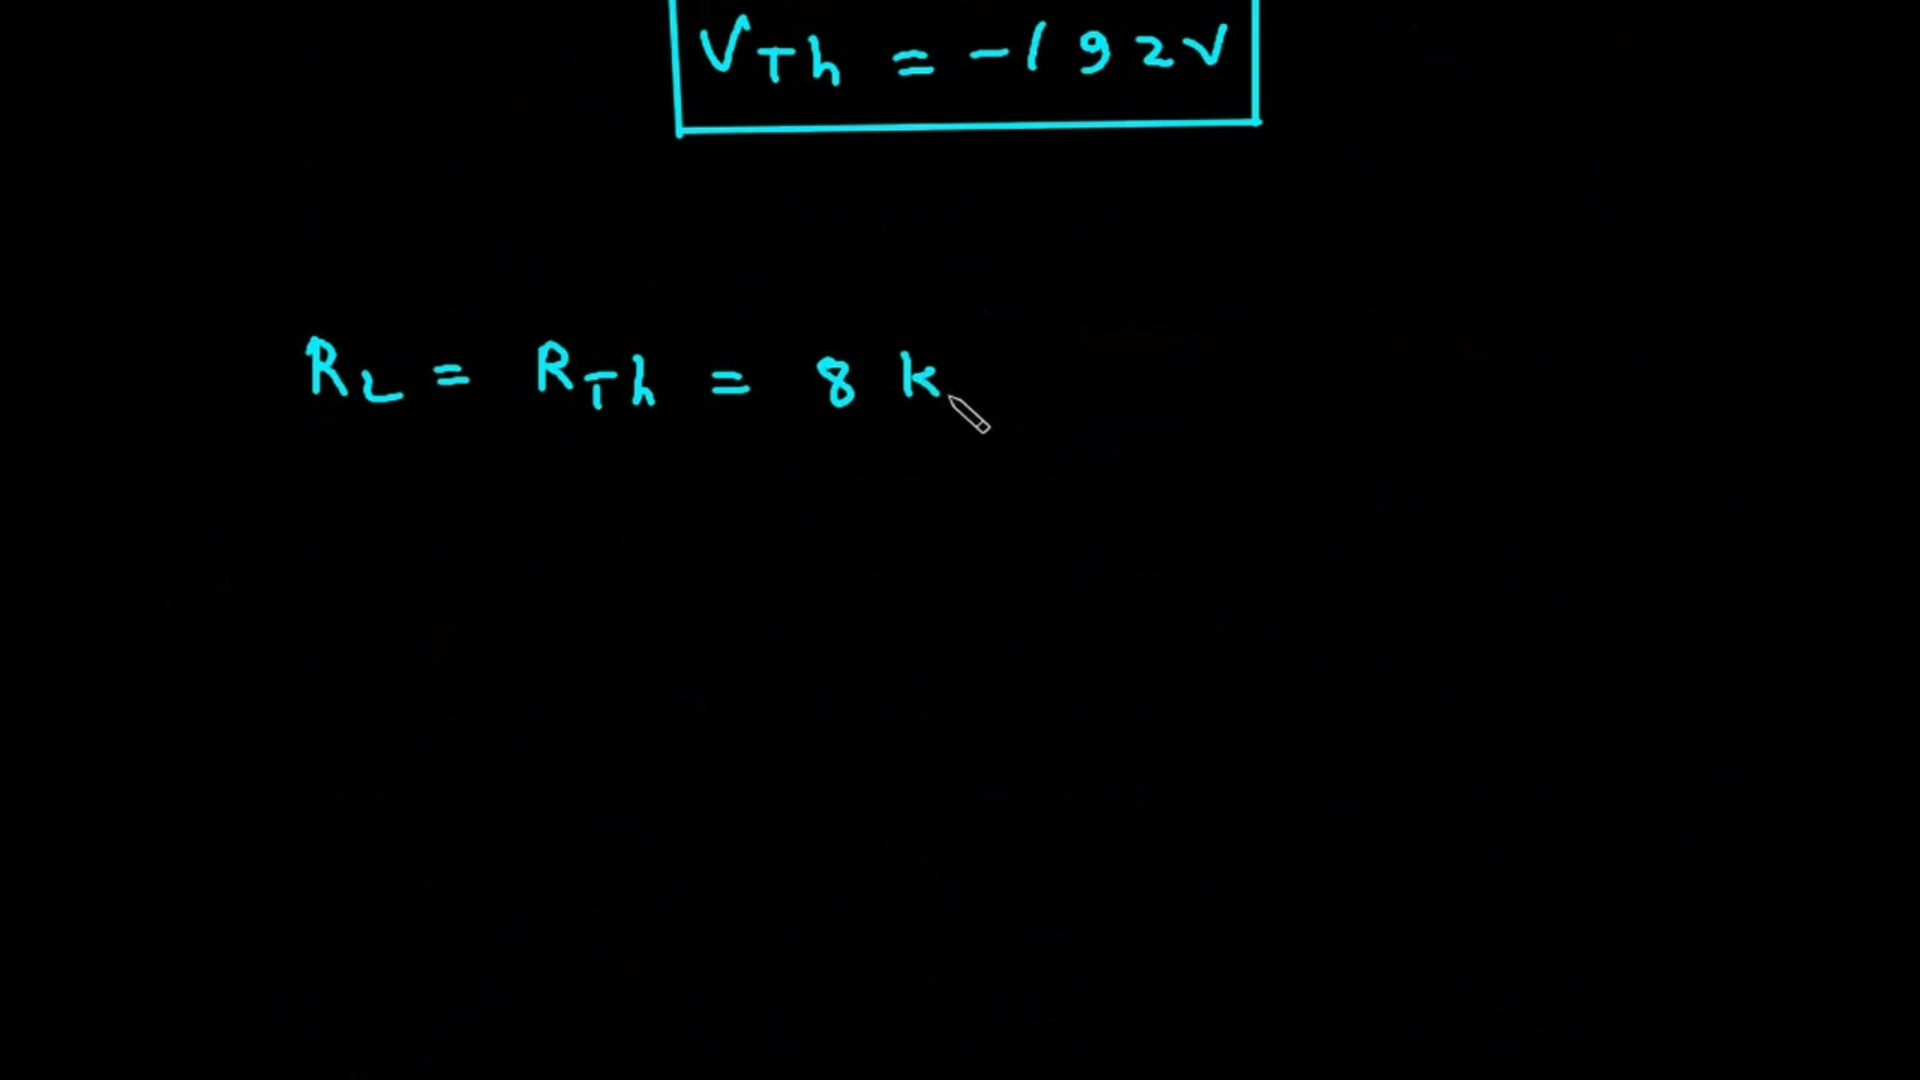 VTh = -192V
RL = RTh = 8 k